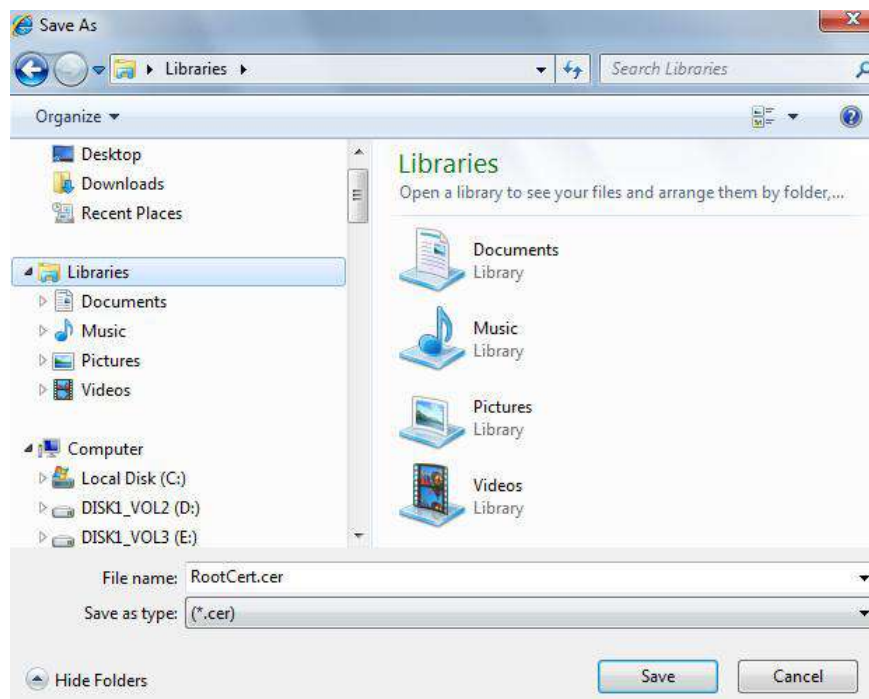 Save As
Libraries
Search Libraries
Organize
Desktop
Downloads
Recent Places
Libraries
Documents
Music
Pictures
Videos
Computer
Local Disk (C:)
DISK1_VOL2 (D:)
DISK1_VOL3 (E:)
Libraries
Open a library to see your files and arrange them by folder,...
Documents
Library
Music
Library
Pictures
Library
Videos
Library
File name: RootCert.cer
Save as type: (*.cer)
Hide Folders
Save Cancel